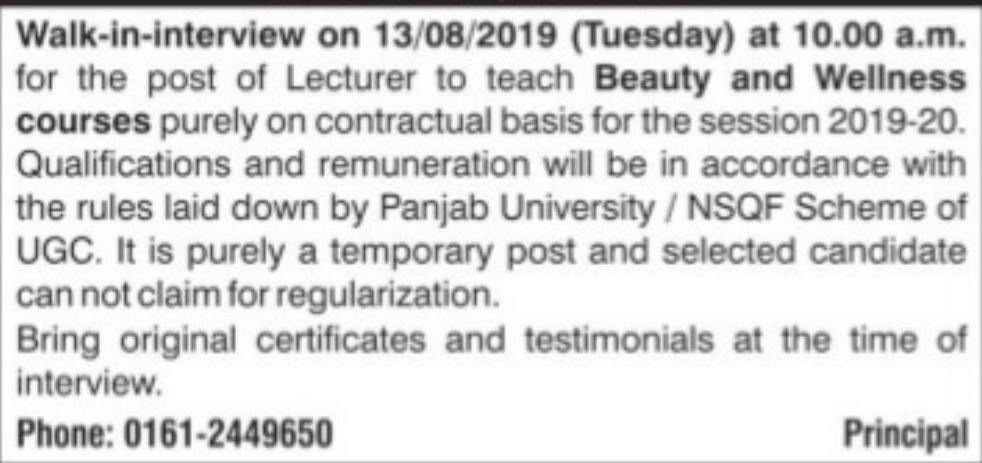 Walk-in-interview on 13/08/2019 (Tuesday) at 10.00 a.m.
for the post of Lecturer to teach Beauty and Wellness
courses purely on contractual basis for the session 2019-20.
Qualifications and remuneration will be in accordance with
the rules laid down by Panjab University / NSQF Scheme of
UGC. It is purely a temporary post and selected candidate
can not claim for regularization.
Bring original certificates and testimonials at the time of
interview.
Phone: 0161-2449650 Principal